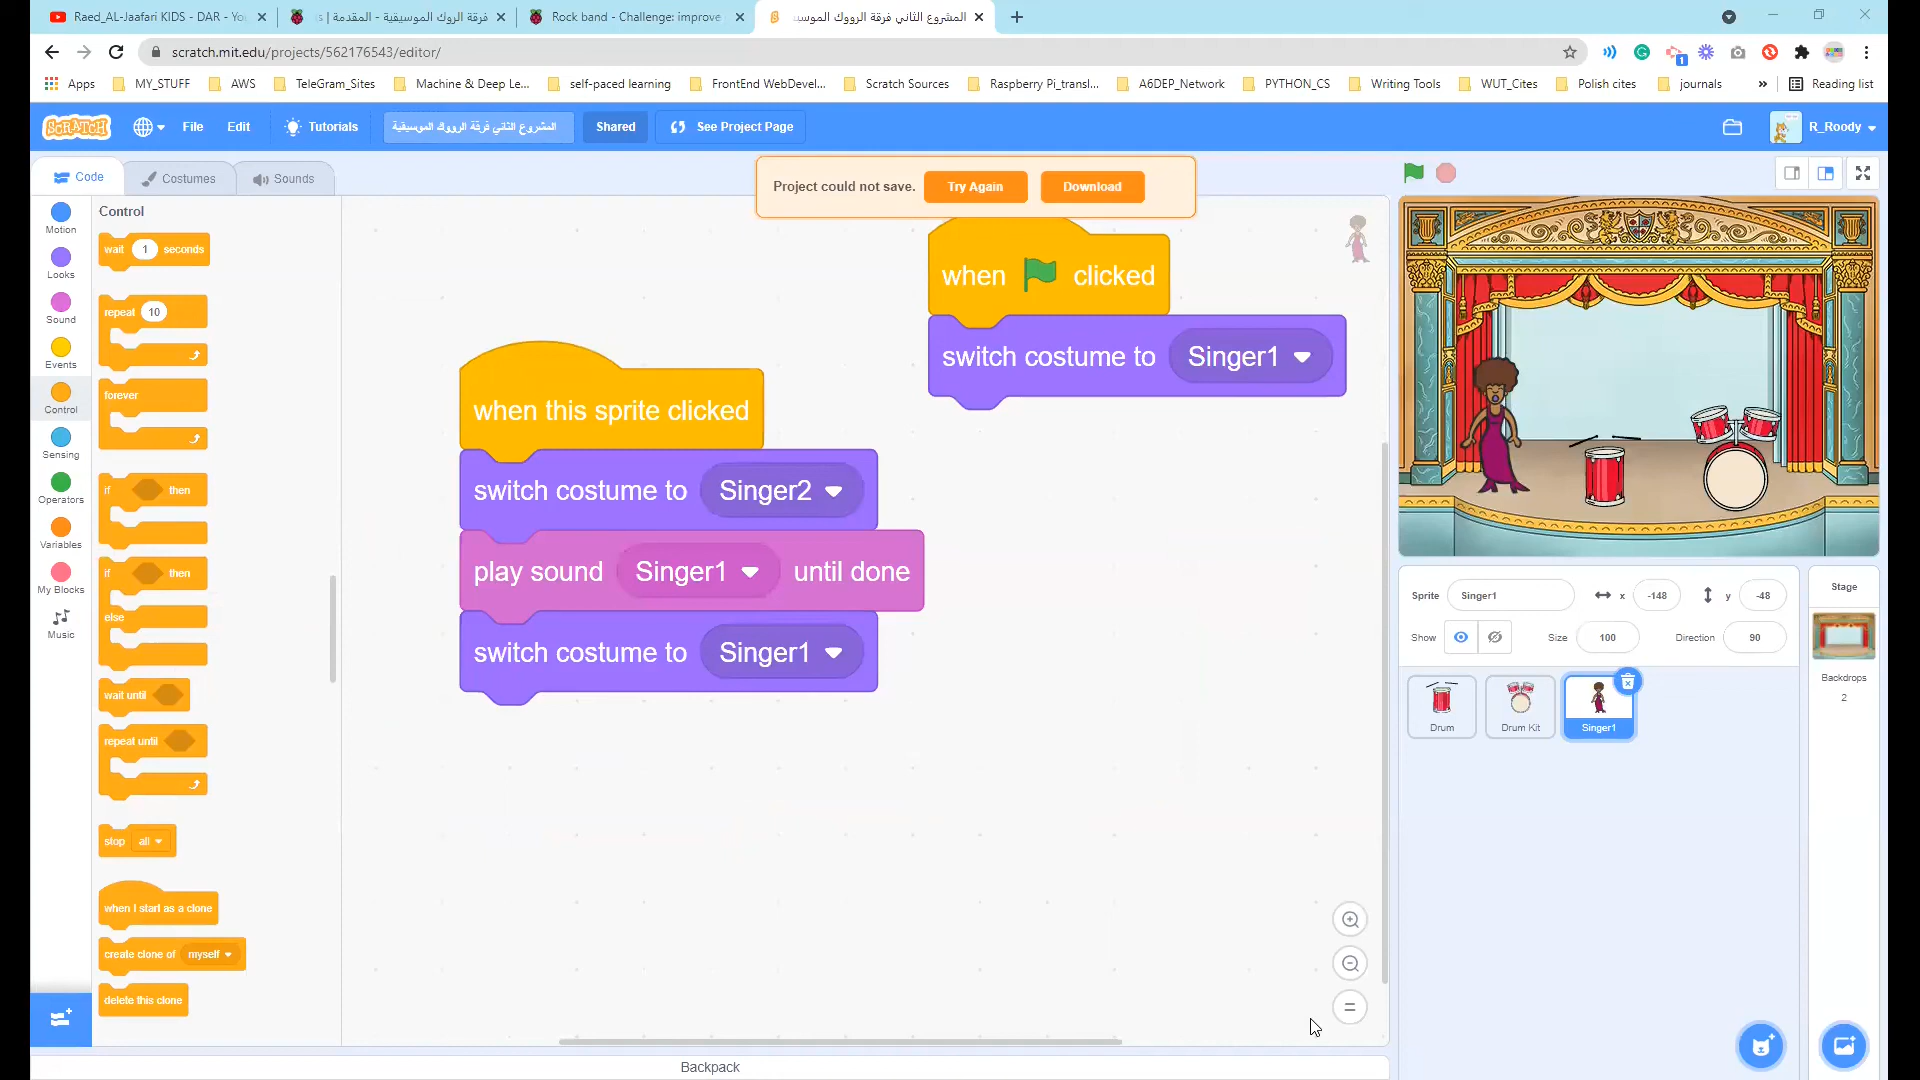 Raed_AL-Jaafari KIDS - DAR - Yo
فرقة الروك الموسيقية - المقدمة |
Rock band - Challenge: improve
المشروع الثاني فرقة الرووك الموسي
scratch.mit.edu/projects/562176543/editor/
Apps MY_STUFF AWS TeleGram_Sites Machine & Deep Le... self-paced learning FrontEnd WebDevel... Scratch Sources Raspberry Pi_transl... A6DEP_Network PYTHON_CS Writing Tools WUT_Cites Polish cites journals » Reading list
SCRATCH File Edit Tutorials المشروع الثاني فرقة الرووك الموسيقية Shared See Project Page R_Roody
Code Costumes Sounds
Project could not save. Try Again Download
Motion
Looks
Sound
Events
Control
Sensing
Operators
Variables
My Blocks
Music
Control
wait 1 seconds
repeat 10
forever
if then
if then
else
wait until
repeat until
stop all
when I start as a clone
create clone of myself
delete this clone
when clicked
switch costume to Singer1
when this sprite clicked
switch costume to Singer2
play sound Singer1 until done
switch costume to Singer1
Backpack
Sprite Singer1 x -148 y -48
Show Size 100 Direction 90
Drum
Drum Kit
Singer1
Stage
Backdrops
2